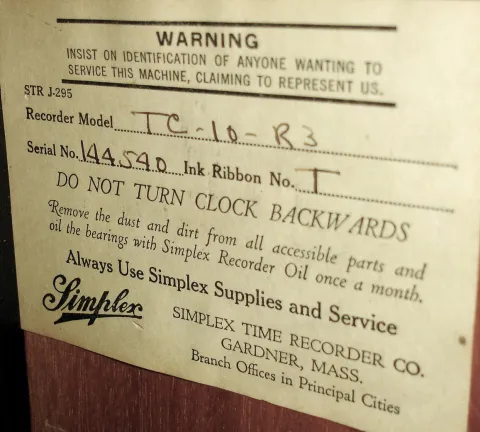 WARNING
INSIST ON IDENTIFICATION OF ANYONE WANTING TO
SERVICE THIS MACHINE, CLAIMING TO REPRESENT US.
STR J-295
Recorder Model TC-10-R3
Serial No. 144540 Ink Ribbon No. T
DO NOT TURN CLOCK BACKWARDS
Remove the dust and dirt from all accessible parts and
oil the bearings with Simplex Recorder Oil once a month.
Always Use Simplex Supplies and Service
Simplex
SIMPLEX TIME RECORDER CO.
GARDNER, MASS.
Branch Offices in Principal Cities